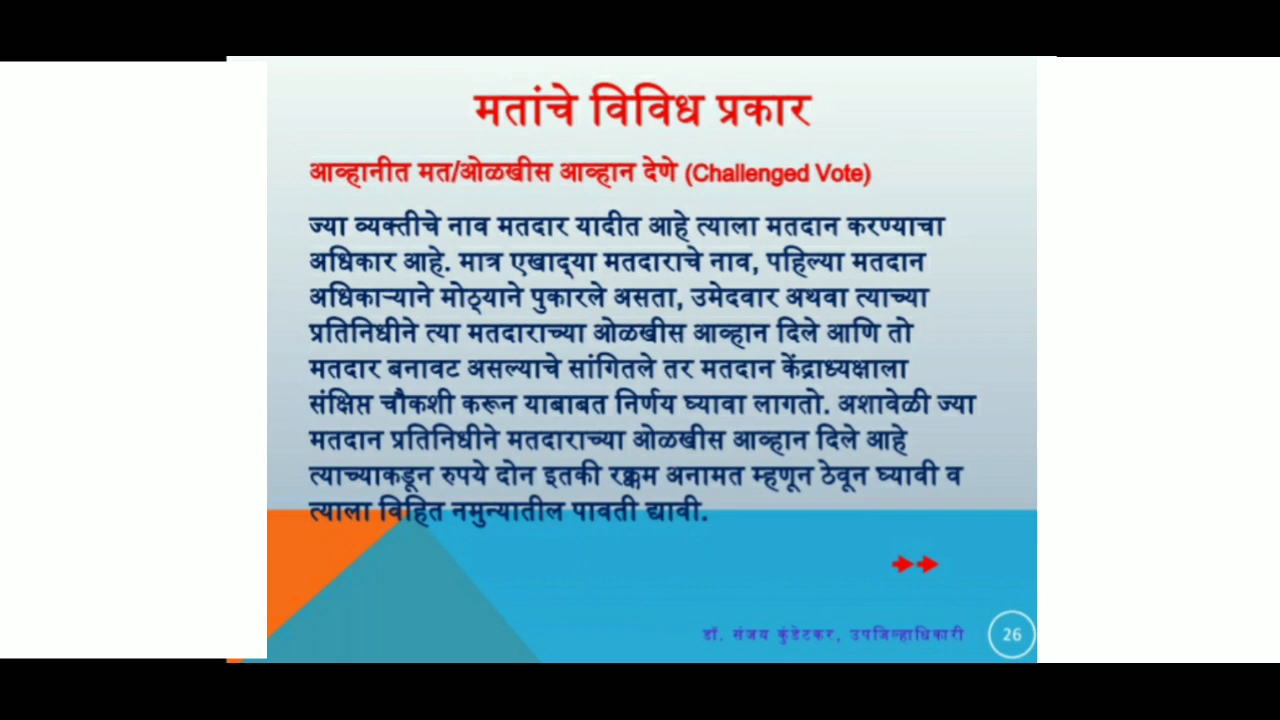 मतांचे विविध प्रकार
आव्हानीत मत/ओळखीस आव्हान देणे (Challenged Vote)
ज्या व्यक्तीचे नाव मतदार यादीत आहे त्याला मतदान करण्याचा
अधिकार आहे. मात्र एखाद्‌या मतदाराचे नाव, पहिल्या मतदान
अधिकाऱ्याने मोठ्याने पुकारले असता, उमेदवार अथवा त्याच्या
प्रतिनिधीने त्या मतदाराच्या ओळखीस आव्हान दिले आणि तो
मतदार बनावट असल्याचे सांगितले तर मतदान केंद्राध्यक्षाला
संक्षिप्त चौकशी करून याबाबत निर्णय घ्यावा लागतो. अशावेळी ज्या
मतदान प्रतिनिधीने मतदाराच्या ओळखीस आव्हान दिले आहे
त्याच्याकडून रुपये दोन इतकी रक्कम अनामत म्हणून ठेवून घ्यावी व
त्याला विहित नमुन्यातील पावती द्यावी.
डॉ. संजय कुंडेटकर, उपजिल्हाधिकारी
26